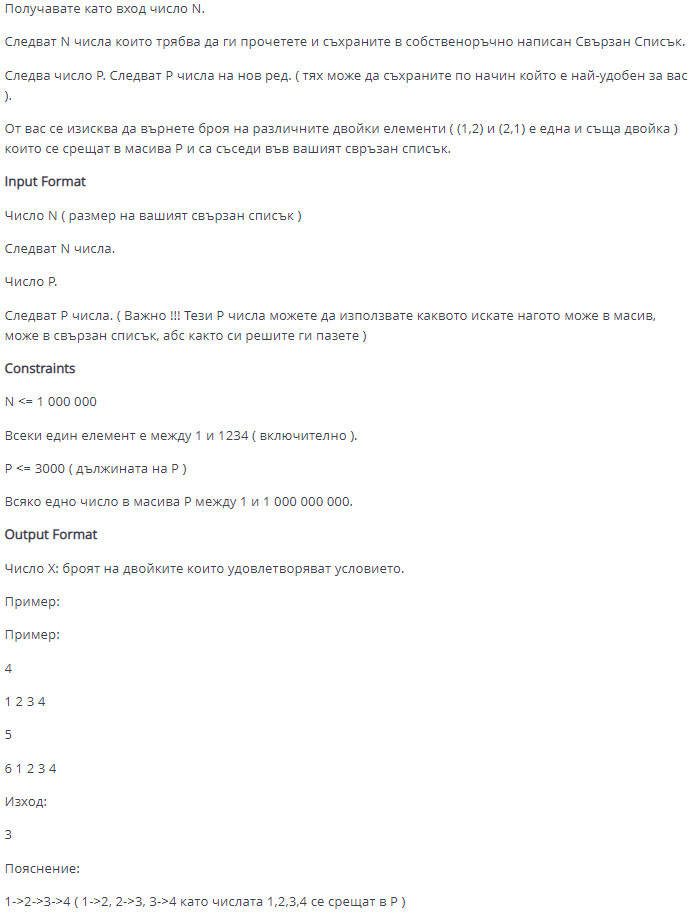 Получавате като вход число N.
Следват N числа които трябва да ги прочетете и съхраните в собственоръчно написан Свързан Списък.
Следва число P. Следват P числа на нов ред. ( тях може да съхраните по начин който е най-удобен за вас
).
От вас се изисква да върнете броя на различните двойки елементи ( (1,2) и (2,1) е една и съща двойка )
които се срещат в масива P и са съседи във вашият свръзан списък.
Input Format
Число N ( размер на вашият свързан списък )
Следват N числа.
Число P.
Следват P числа. ( Важно !!! Тези P числа можете да използвате каквото искате нагото може в масив,
може в свързан списък, абс както си решите ги пазете )
Constraints
N <= 1 000 000
Всеки един елемент е между 1 и 1234 ( включително ).
P <= 3000 ( дължината на P )
Всяко едно число в масива P между 1 и 1 000 000 000.
Output Format
Число X: броят на двойките които удовлетворяват условието.
Пример:
Пример:
4
1 2 3 4
5
6 1 2 3 4
Изход:
3
Пояснение:
1->2->3->4 ( 1->2, 2->3, 3->4 като числата 1,2,3,4 се срещат в P )